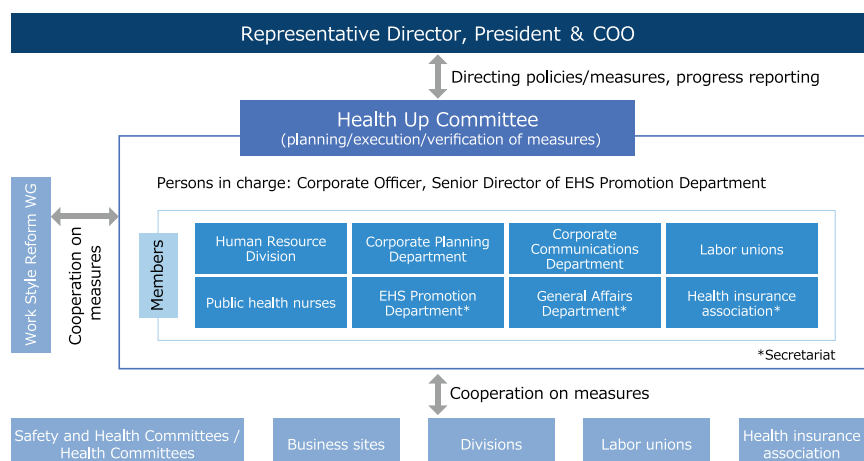 Representative Director, President & COO
Directing policies/measures, progress reporting
Health Up Committee
(planning/execution/verification of measures)
Work Style Reform WG
Cooperation on
measures
Persons in charge: Corporate Officer, Senior Director of EHS Promotion Department
Members
Human Resource
Division
Corporate Planning
Department
Corporate
Communications
Department
Labor unions
Public health nurses
EHS Promotion
Department*
General Affairs
Department*
Health insurance
association*
*Secretariat
Cooperation on measures
Safety and Health Committees /
Health Committees
Business sites
Divisions
Labor unions
Health insurance
association